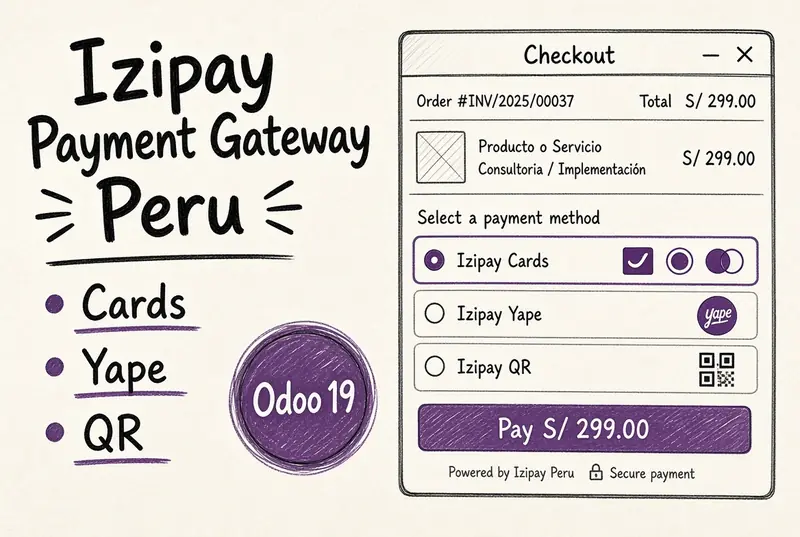 Izipay
Payment Gateway
Peru
Cards
Yape
QR
Odoo 19
Checkout
Order #INV/2025/00037 Total S/ 299.00
Producto o Servicio
Consultoria / Implementación
S/ 299.00
Select a payment method
Izipay Cards
Izipay Yape
yape
Izipay QR
Pay S/ 299.00
Powered by Izipay Peru Secure payment